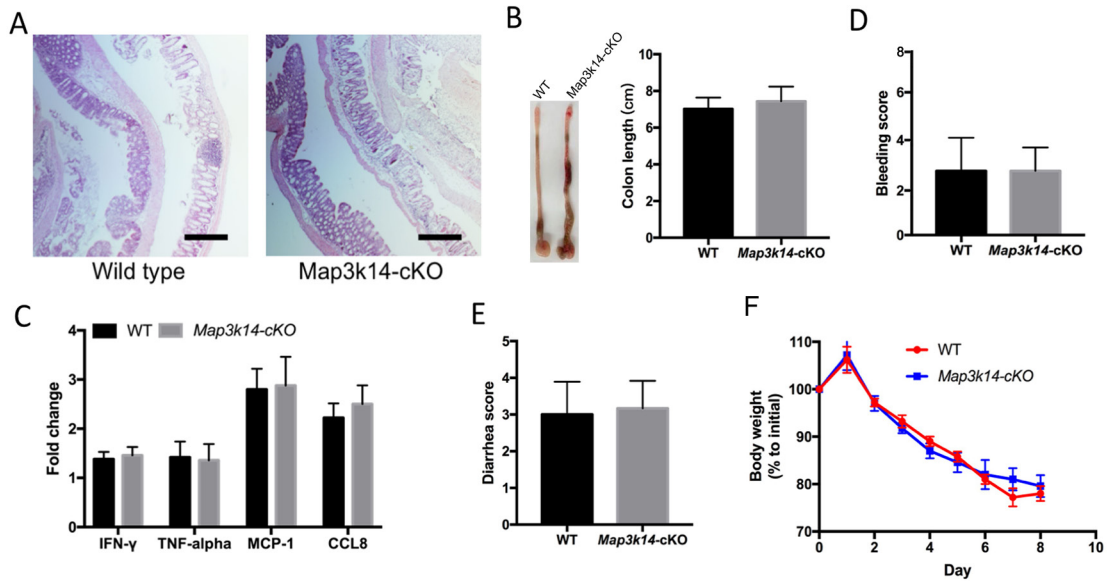 A
Wild type
Map3k14-cKO
B
WT
Map3k14-cKO
10
8
6
4
2
0
Colon length (cm)
WT
Map3k14-cKO
D
8
6
4
2
0
Bleeding score
WT
Map3k14-cKO
C
WT
Map3k14-cKO
4
3
2
1
0
Fold change
IFN-γ
TNF-alpha
MCP-1
CCL8
E
5
4
3
2
1
0
Diarrhea score
WT
Map3k14-cKO
F
WT
Map3k14-cKO
110
100
90
80
70
Body weight
(% to initial)
0
2
4
6
8
10
Day